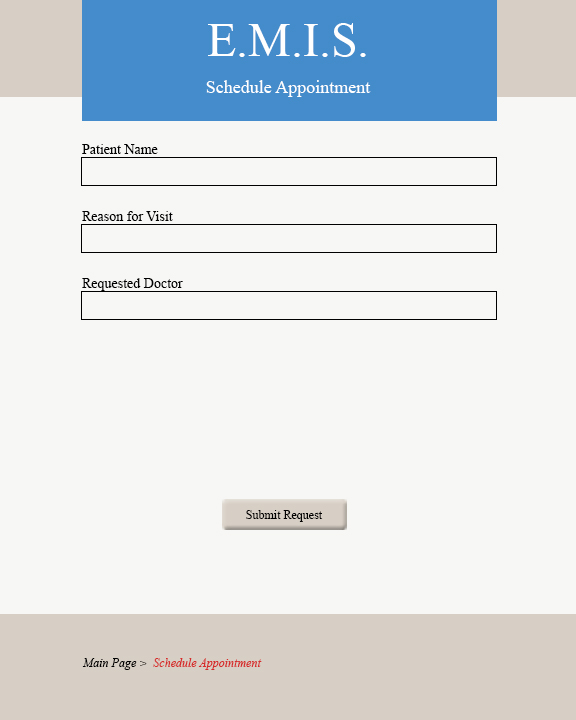 E.M.I.S.
Schedule Appointment
Patient Name
Reason for Visit
Requested Doctor
Submit Request
Main Page > Schedule Appointment